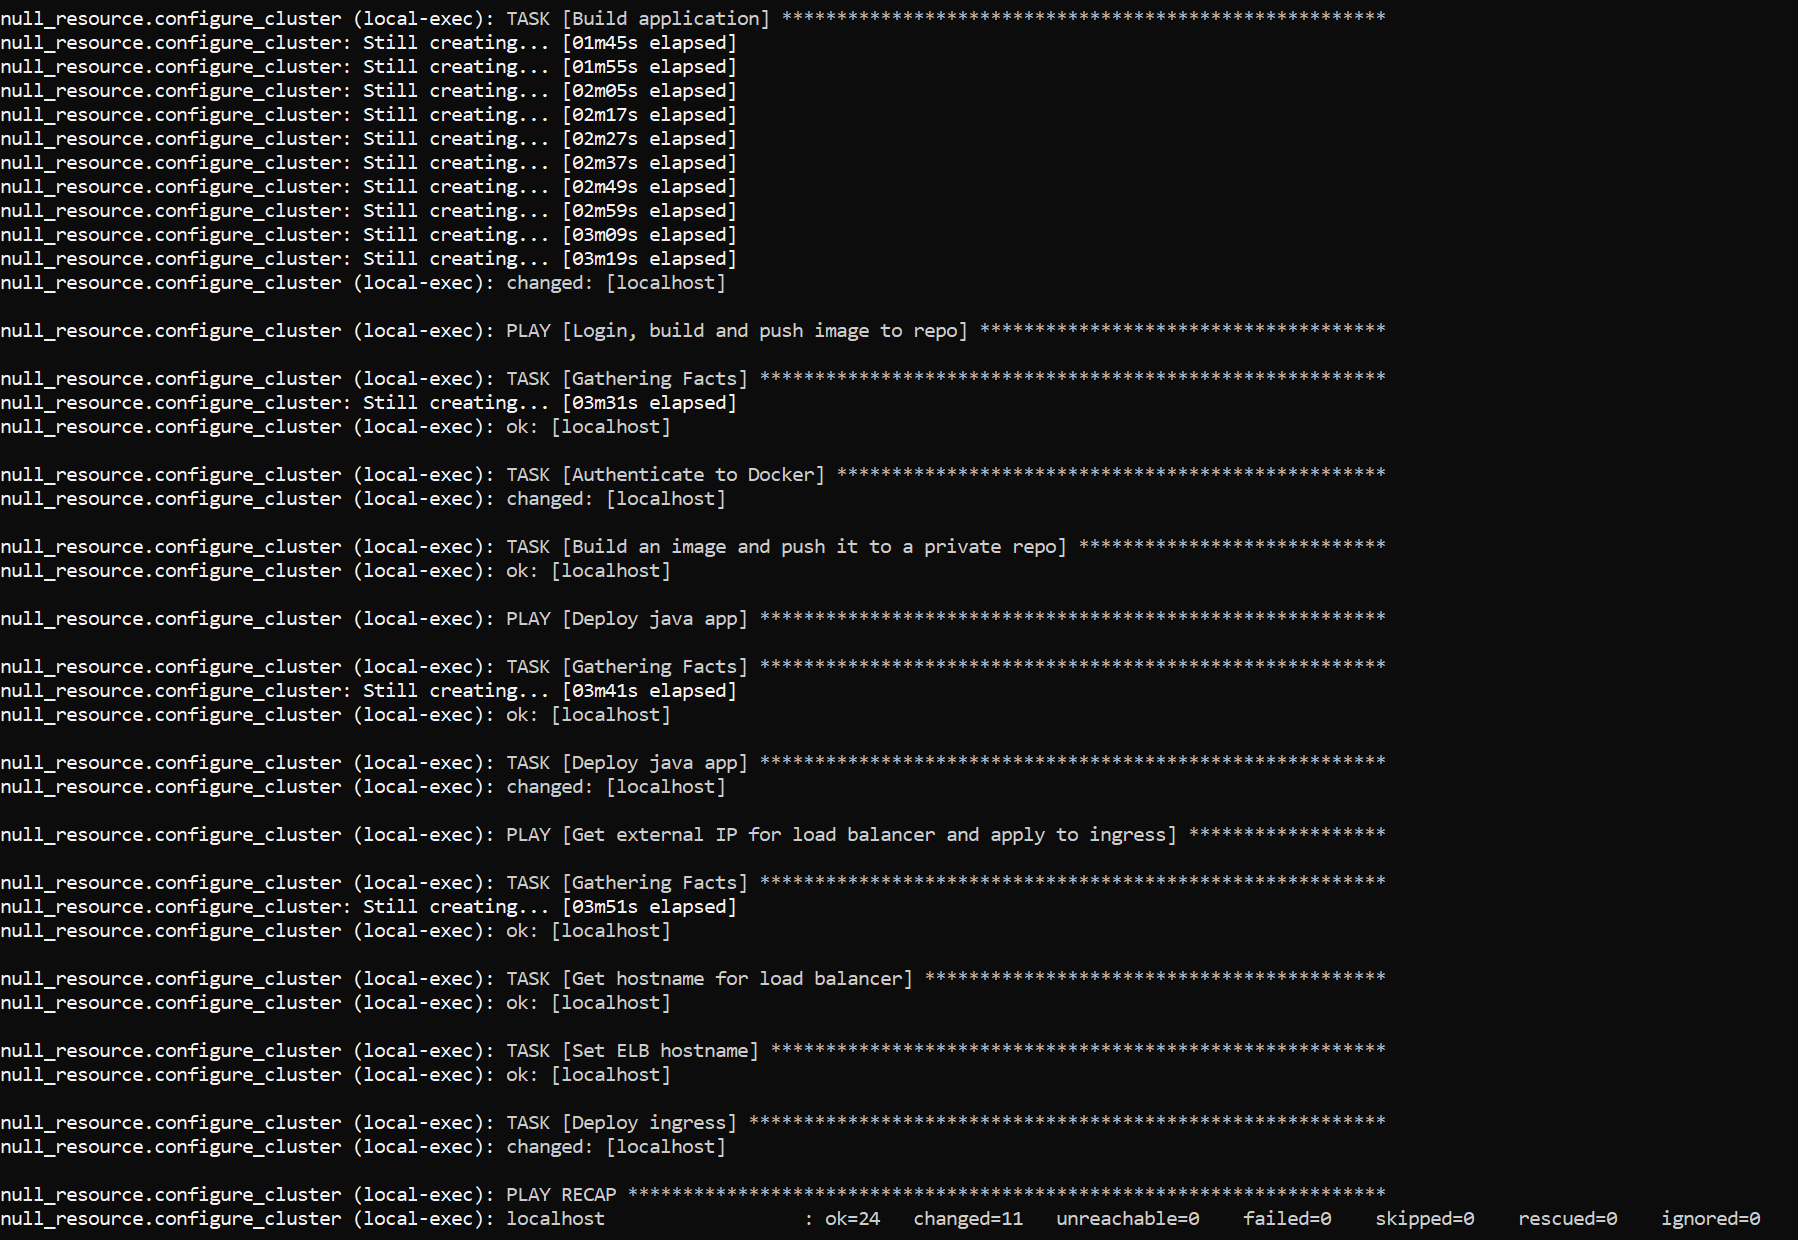 null_resource.configure_cluster (local-exec): TASK [Build application] *******************************************************
null_resource.configure_cluster: Still creating... [01m45s elapsed]
null_resource.configure_cluster: Still creating... [01m55s elapsed]
null_resource.configure_cluster: Still creating... [02m05s elapsed]
null_resource.configure_cluster: Still creating... [02m17s elapsed]
null_resource.configure_cluster: Still creating... [02m27s elapsed]
null_resource.configure_cluster: Still creating... [02m37s elapsed]
null_resource.configure_cluster: Still creating... [02m49s elapsed]
null_resource.configure_cluster: Still creating... [02m59s elapsed]
null_resource.configure_cluster: Still creating... [03m09s elapsed]
null_resource.configure_cluster: Still creating... [03m19s elapsed]
null_resource.configure_cluster (local-exec): changed: [localhost]
null_resource.configure_cluster (local-exec): PLAY [Login, build and push image to repo] *************************************
null_resource.configure_cluster (local-exec): TASK [Gathering Facts] *********************************************************
null_resource.configure_cluster: Still creating... [03m31s elapsed]
null_resource.configure_cluster (local-exec): ok: [localhost]
null_resource.configure_cluster (local-exec): TASK [Authenticate to Docker] **************************************************
null_resource.configure_cluster (local-exec): changed: [localhost]
null_resource.configure_cluster (local-exec): TASK [Build an image and push it to a private repo] ****************************
null_resource.configure_cluster (local-exec): ok: [localhost]
null_resource.configure_cluster (local-exec): PLAY [Deploy java app] *********************************************************
null_resource.configure_cluster (local-exec): TASK [Gathering Facts] *********************************************************
null_resource.configure_cluster: Still creating... [03m41s elapsed]
null_resource.configure_cluster (local-exec): ok: [localhost]
null_resource.configure_cluster (local-exec): TASK [Deploy java app] *********************************************************
null_resource.configure_cluster (local-exec): changed: [localhost]
null_resource.configure_cluster (local-exec): PLAY [Get external IP for load balancer and apply to ingress] ******************
null_resource.configure_cluster (local-exec): TASK [Gathering Facts] *********************************************************
null_resource.configure_cluster: Still creating... [03m51s elapsed]
null_resource.configure_cluster (local-exec): ok: [localhost]
null_resource.configure_cluster (local-exec): TASK [Get hostname for load balancer] ******************************************
null_resource.configure_cluster (local-exec): ok: [localhost]
null_resource.configure_cluster (local-exec): TASK [Set ELB hostname] ********************************************************
null_resource.configure_cluster (local-exec): ok: [localhost]
null_resource.configure_cluster (local-exec): TASK [Deploy ingress] **********************************************************
null_resource.configure_cluster (local-exec): changed: [localhost]
null_resource.configure_cluster (local-exec): PLAY RECAP *********************************************************************
null_resource.configure_cluster (local-exec): localhost                  : ok=24   changed=11   unreachable=0    failed=0    skipped=0    rescued=0    ignored=0